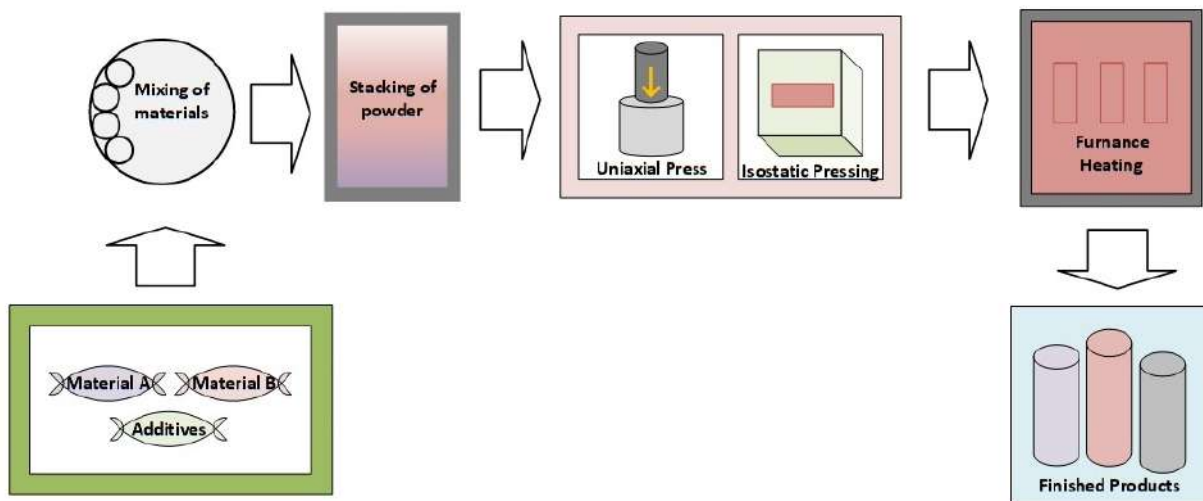 Mixing of
materials
Stacking of
powder
Uniaxial Press
Isostatic Pressing
Furnance
Heating
Material A
Material B
Additives
Finished Products